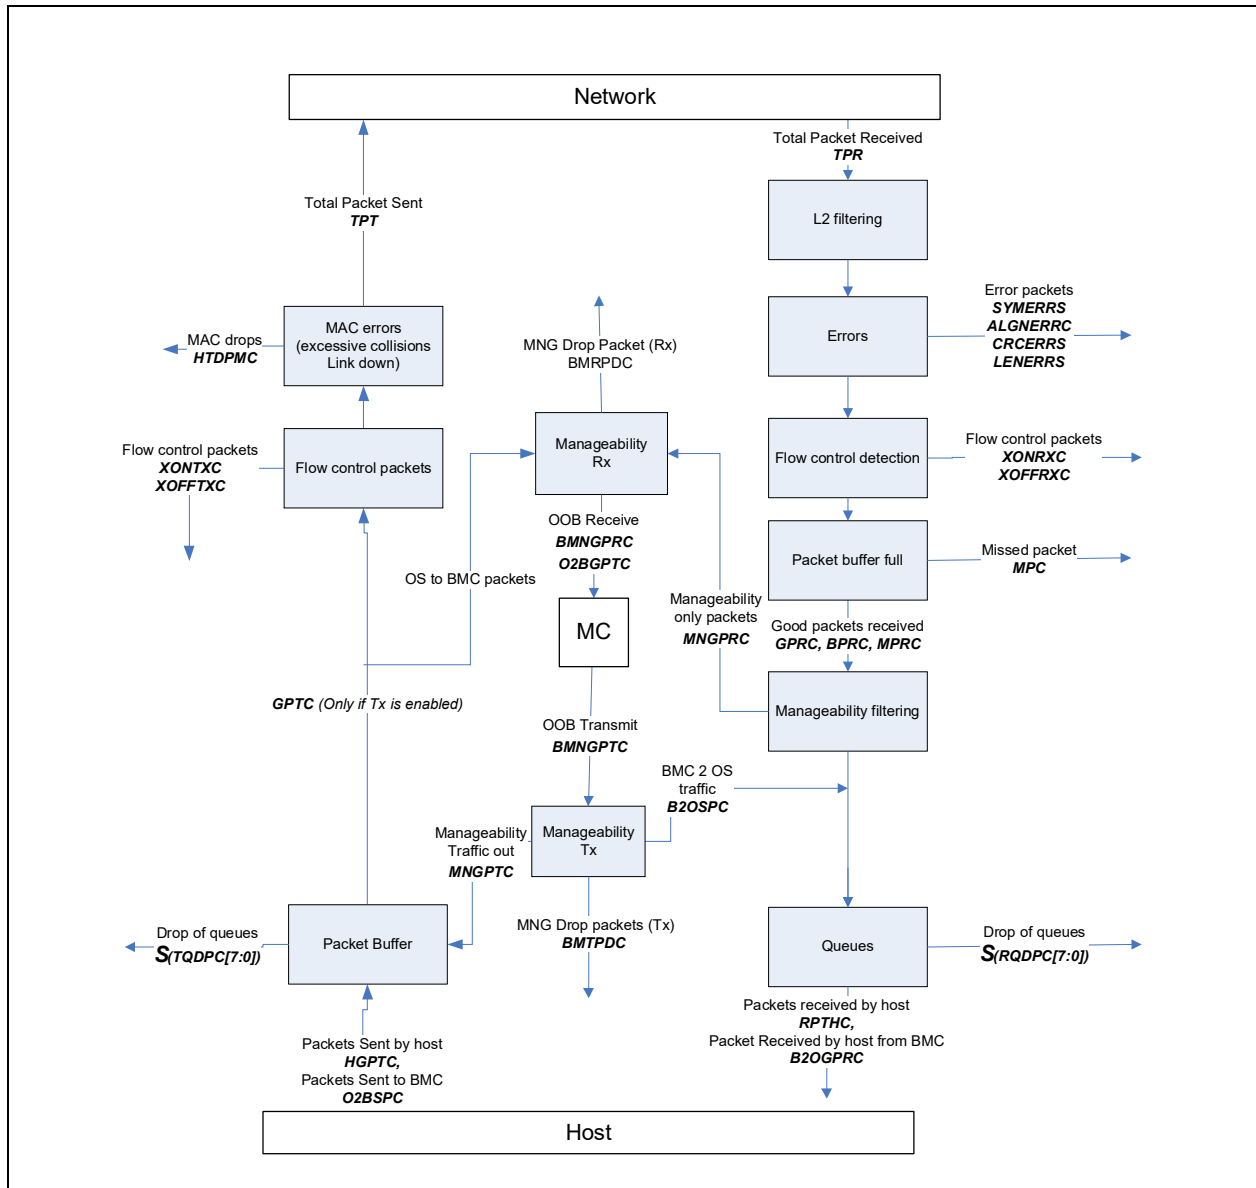 Network
Total Packet Received
TPR
L2 filtering
Total Packet Sent
TPT
Error packets
SYMERRS
ALGNERRC
CRCERRS
LENERRS
Errors
MAC errors
(excessive collisions
Link down)
MAC drops
HTDPMC
MNG Drop Packet (Rx)
BMRPDC
Flow control packets
XONTXC
XOFFTXC
Flow control packets
Manageability
Rx
Flow control detection
Flow control packets
XONRXC
XOFFRXC
OOB Receive
BMNGPRC
O2BGPTC
OS to BMC packets
Packet buffer full
Missed packet
MPC
Manageability
only packets
MNGPRC
MC
Good packets received
GPRC, BPRC, MPRC
GPTC (Only if Tx is enabled)
Manageability filtering
OOB Transmit
BMNGPTC
BMC 2 OS
traffic
B2OSPC
Manageability
Traffic out
MNGPTC
Manageability
Tx
Drop of queues
S(TQDPC[7:0])
Packet Buffer
MNG Drop packets (Tx)
BMTPDC
Queues
Drop of queues
S(RQDPC[7:0])
Packets received by host
RPTHC,
Packet Received by host from BMC
B2OGPRC
Packets Sent by host
HGPTC,
Packets Sent to BMC
O2BSPC
Host